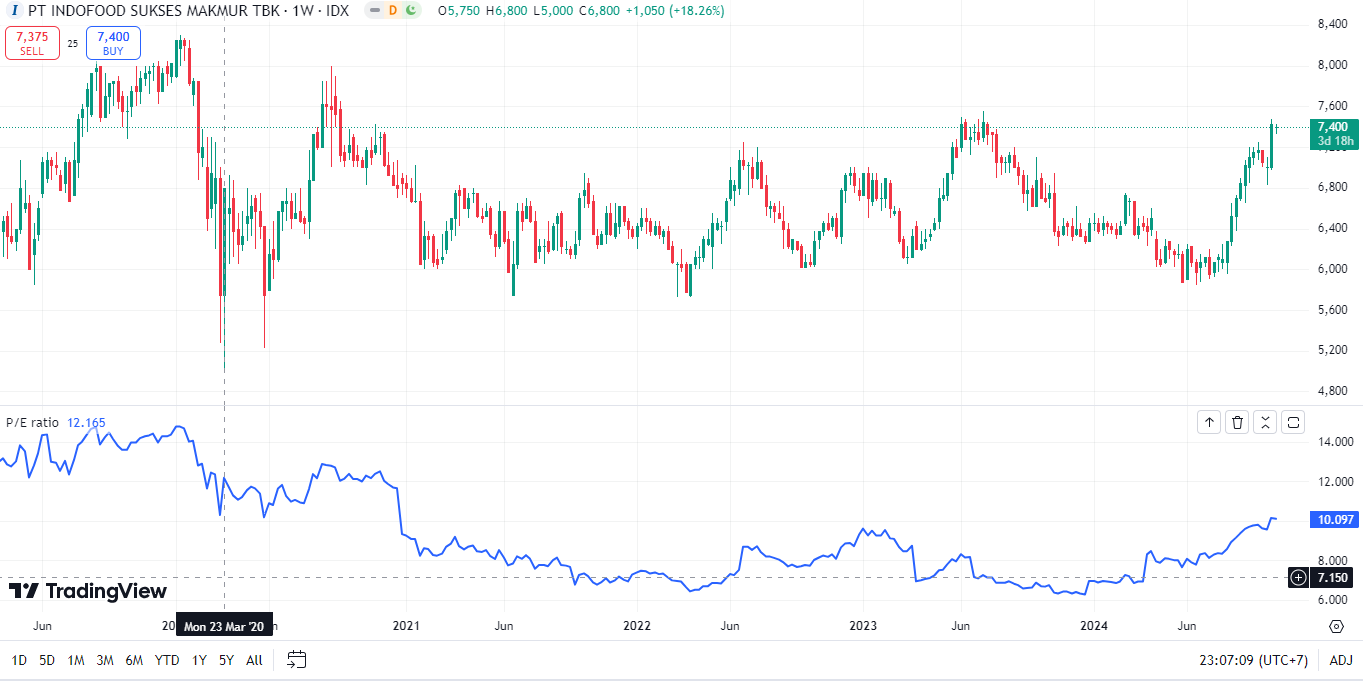 I PT INDOFOOD SUKSES MAKMUR TBK · 1W · IDX D O5,750 H6,800 L5,000 C6,800 +1,050 (+18.26%)
7,375 SELL
25
7,400 BUY
8,400
8,000
7,600
7,400
3d 18h
6,800
6,400
6,000
5,600
5,200
4,800
P/E ratio 12.165
14.000
12.000
10.097
8.000
7.150
6.000
TradingView
Jun 20 Mon 23 Mar '20 2021 Jun 2022 Jun 2023 Jun 2024 Jun
1D 5D 1M 3M 6M YTD 1Y 5Y All 23:07:09 (UTC+7) ADJ